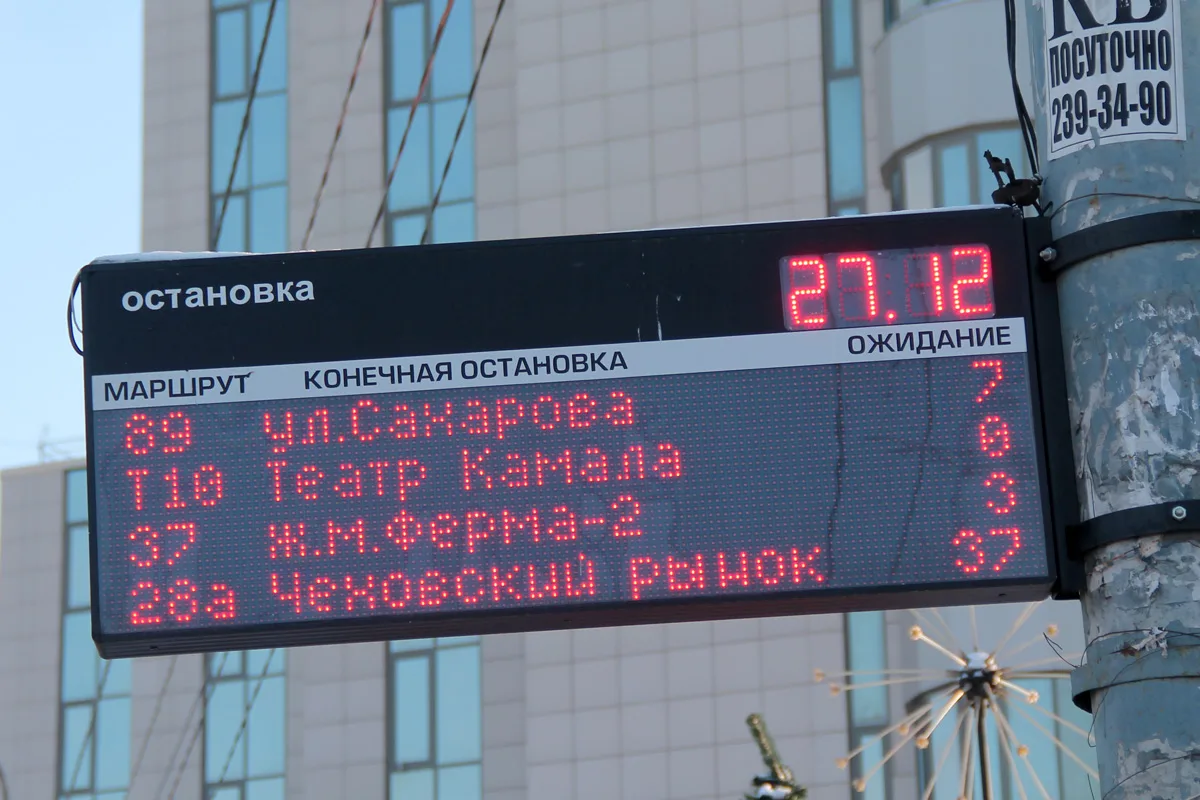 КВ
ПОСУТОЧНО
239-34-90
остановка
27.12
МАРШРУТ КОНЕЧНАЯ ОСТАНОВКА ОЖИДАНИЕ
89 ул.Сахарова 7
Т10 Театр Камала 0
37 Ж.м.Ферма-2 3
28а Чеховский рынок 37